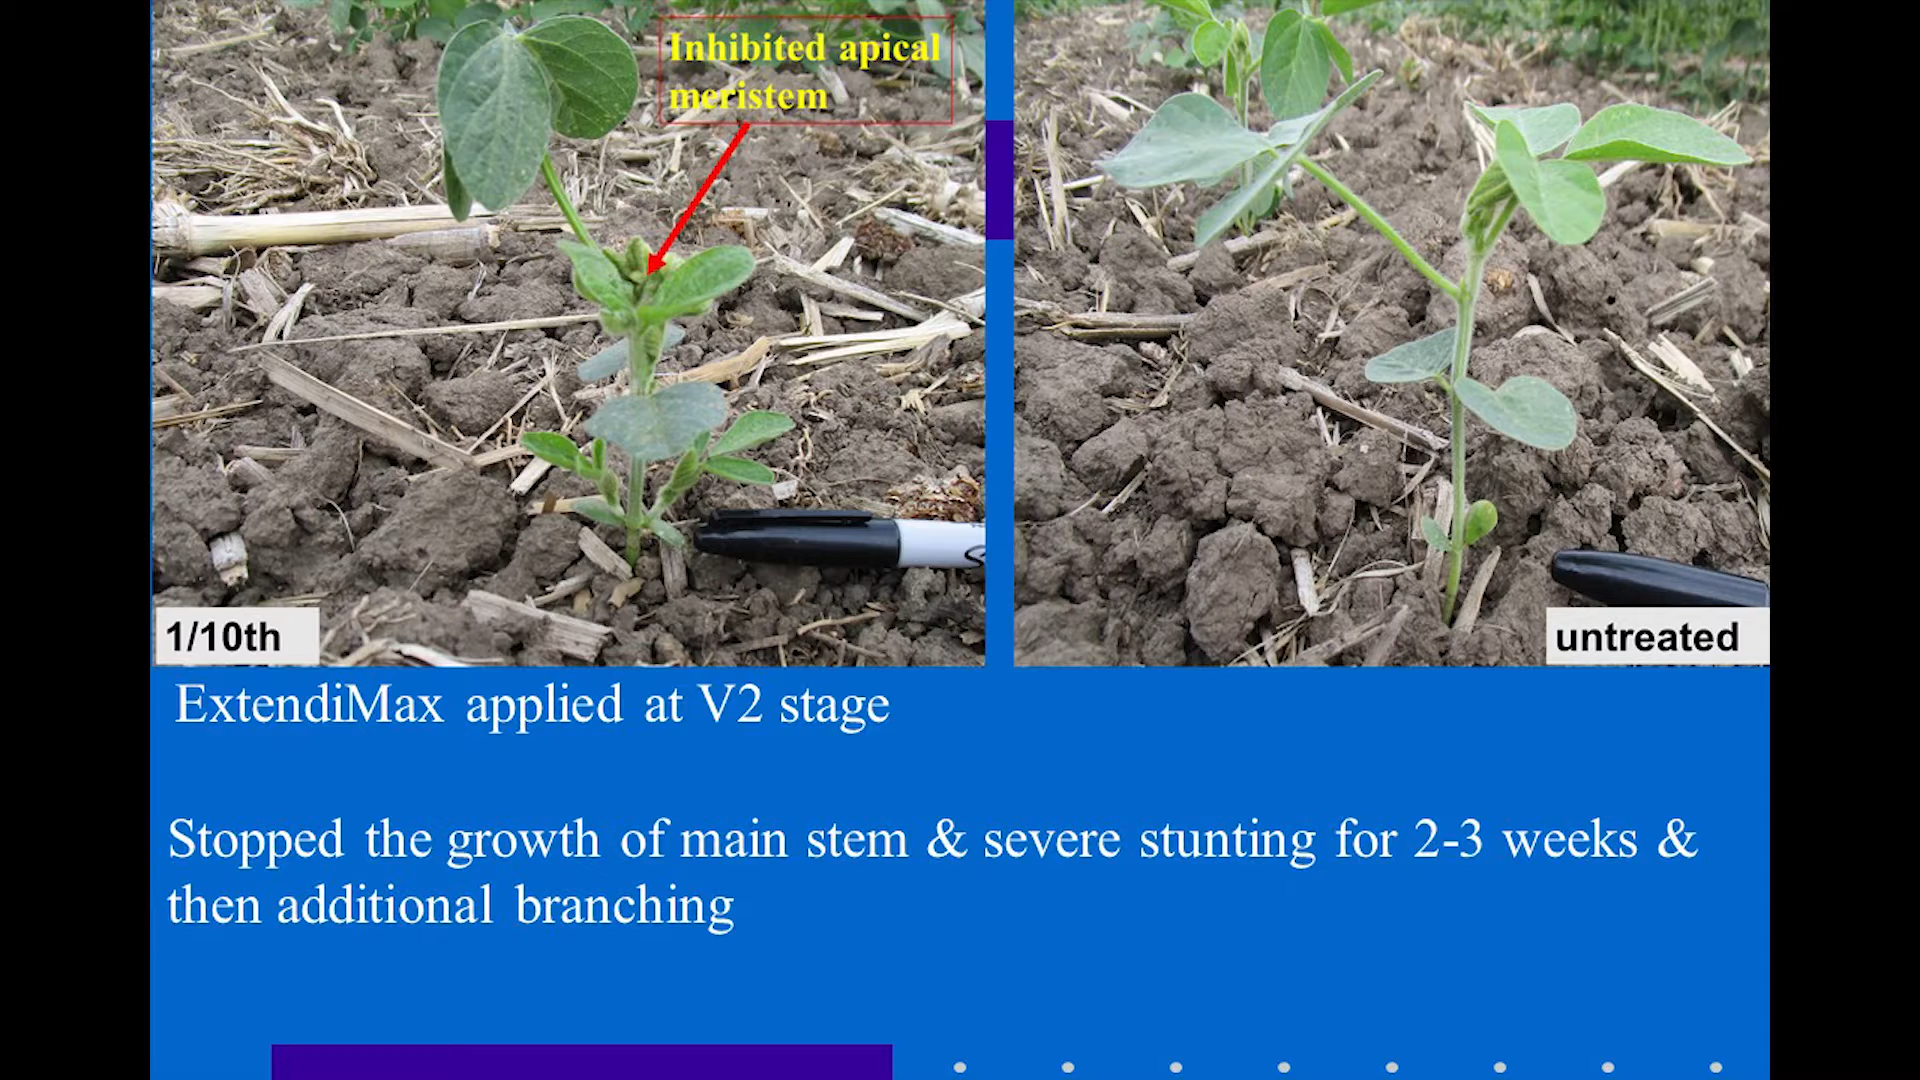 Inhibited apical
meristem
1/10th
untreated
ExtendiMax applied at V2 stage
Stopped the growth of main stem & severe stunting for 2-3 weeks &
then additional branching